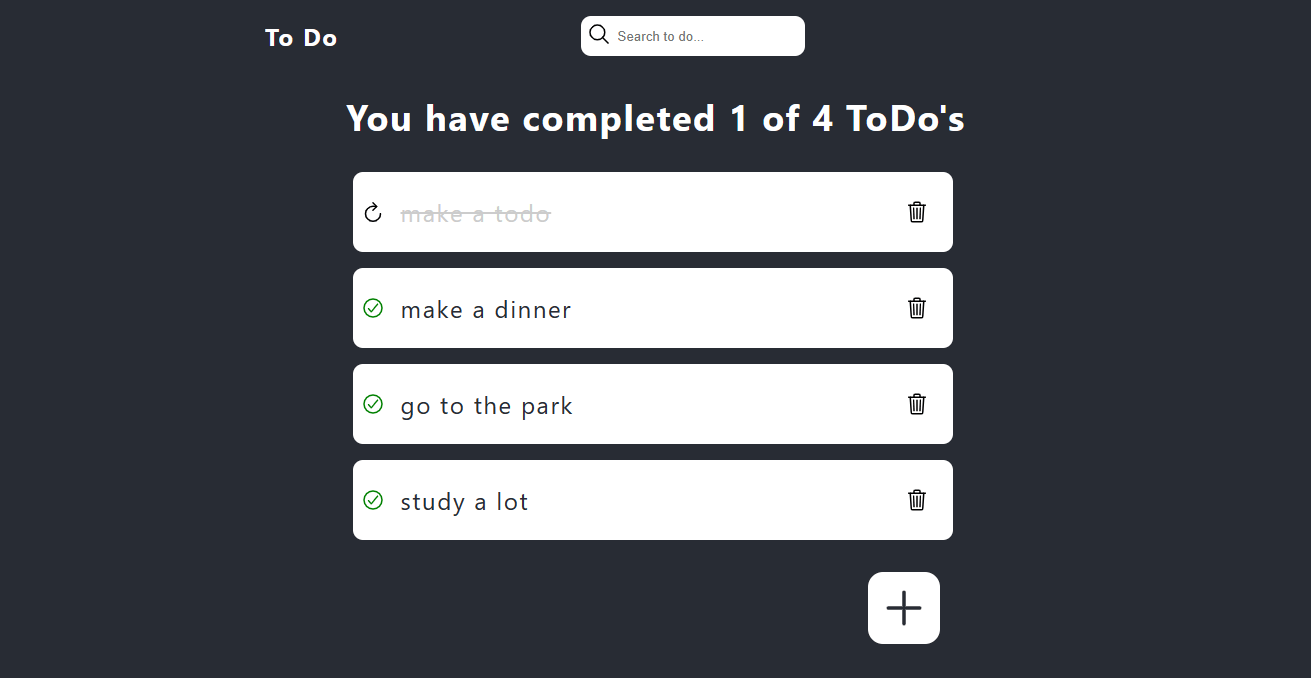 To Do
Search to do...
You have completed 1 of 4 ToDo's
make a todo
make a dinner
go to the park
study a lot